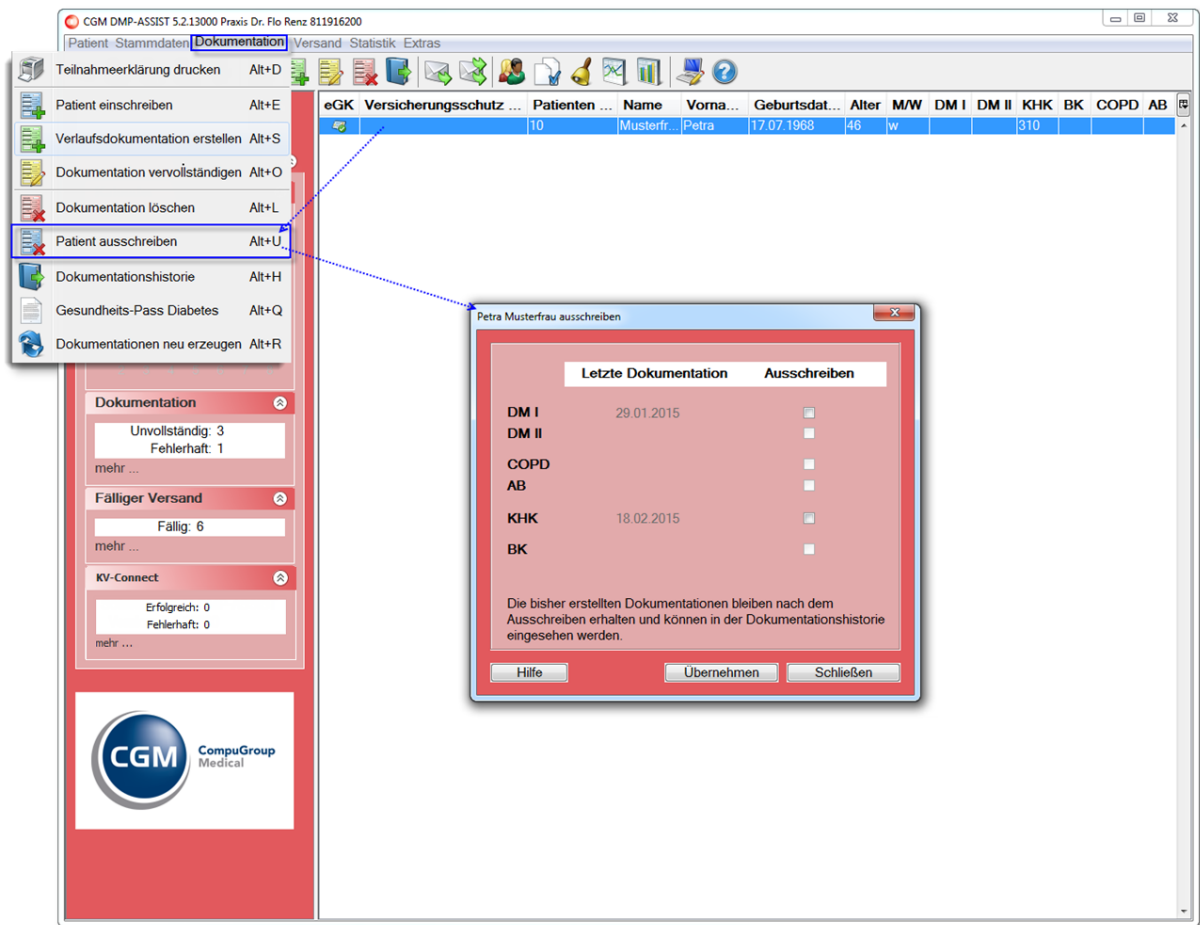 CGM DMP-ASSIST 5.2.13000 Praxis Dr. Flo Renz 811916200
Patient Stammdaten Dokumentation Versand Statistik Extras
Teilnahmeerklärung drucken Alt+D
Patient einschreiben Alt+E
Verlaufsdokumentation erstellen Alt+S
Dokumentation vervollständigen Alt+O
Dokumentation löschen Alt+L
Patient ausschreiben Alt+U
Dokumentationshistorie Alt+H
Gesundheits-Pass Diabetes Alt+Q
Dokumentationen neu erzeugen Alt+R
eGK Versicherungsschutz ... Patienten ... Name Vorna... Geburtsdat... Alter M/W DM I DM II KHK BK COPD AB
10 Musterfr... Petra 17.07.1968 46 w 310
Dokumentation
Unvollständig: 3
Fehlerhaft: 1
mehr ...
Fälliger Versand
Fällig: 6
mehr ...
KV-Connect
Erfolgreich: 0
Fehlerhaft: 0
mehr ...
CGM CompuGroup
Medical
Petra Musterfrau ausschreiben
Letzte Dokumentation Ausschreiben
DM I 29.01.2015
DM II
COPD
AB
KHK 18.02.2015
BK
Die bisher erstellten Dokumentationen bleiben nach dem
Ausschreiben erhalten und können in der Dokumentationshistorie
eingesehen werden.
Hilfe Übernehmen Schließen